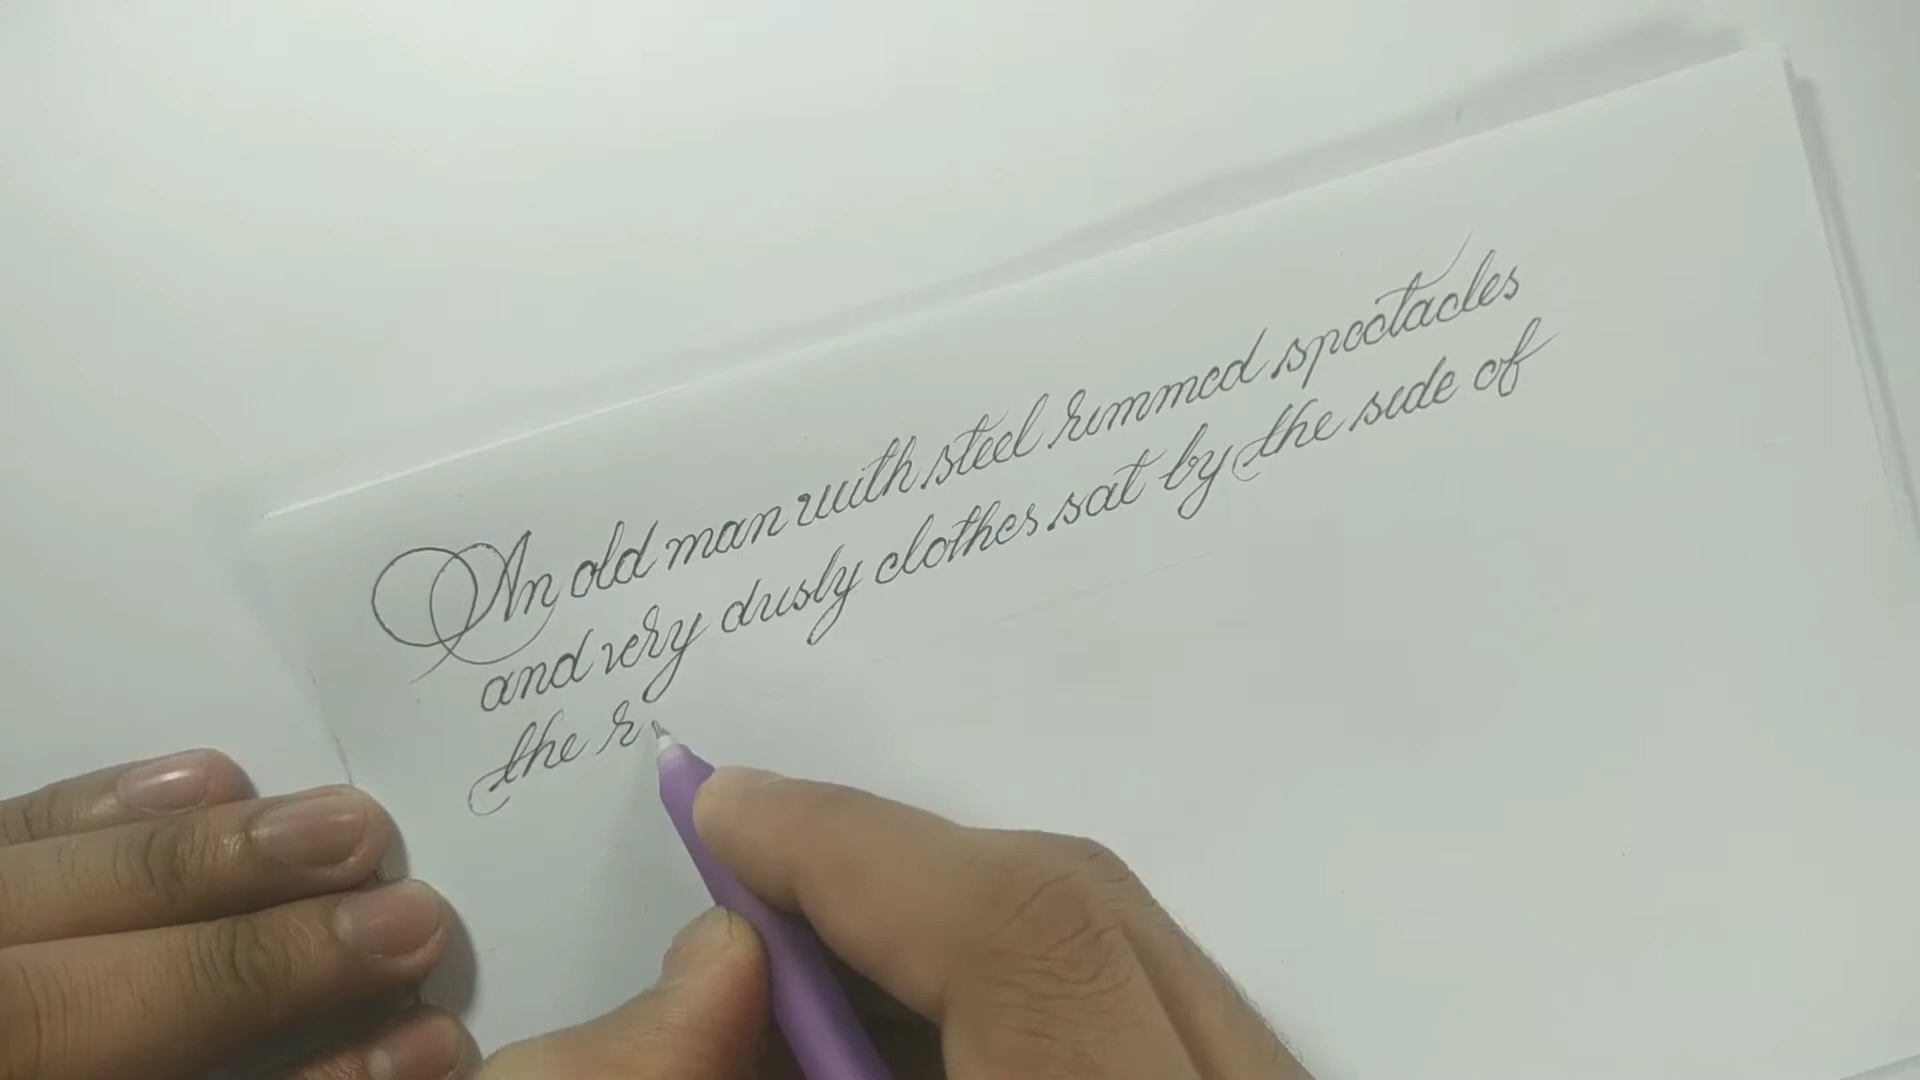 An old man with steel rimmed spectacles
and very dusty clothes sat by the side of
the r